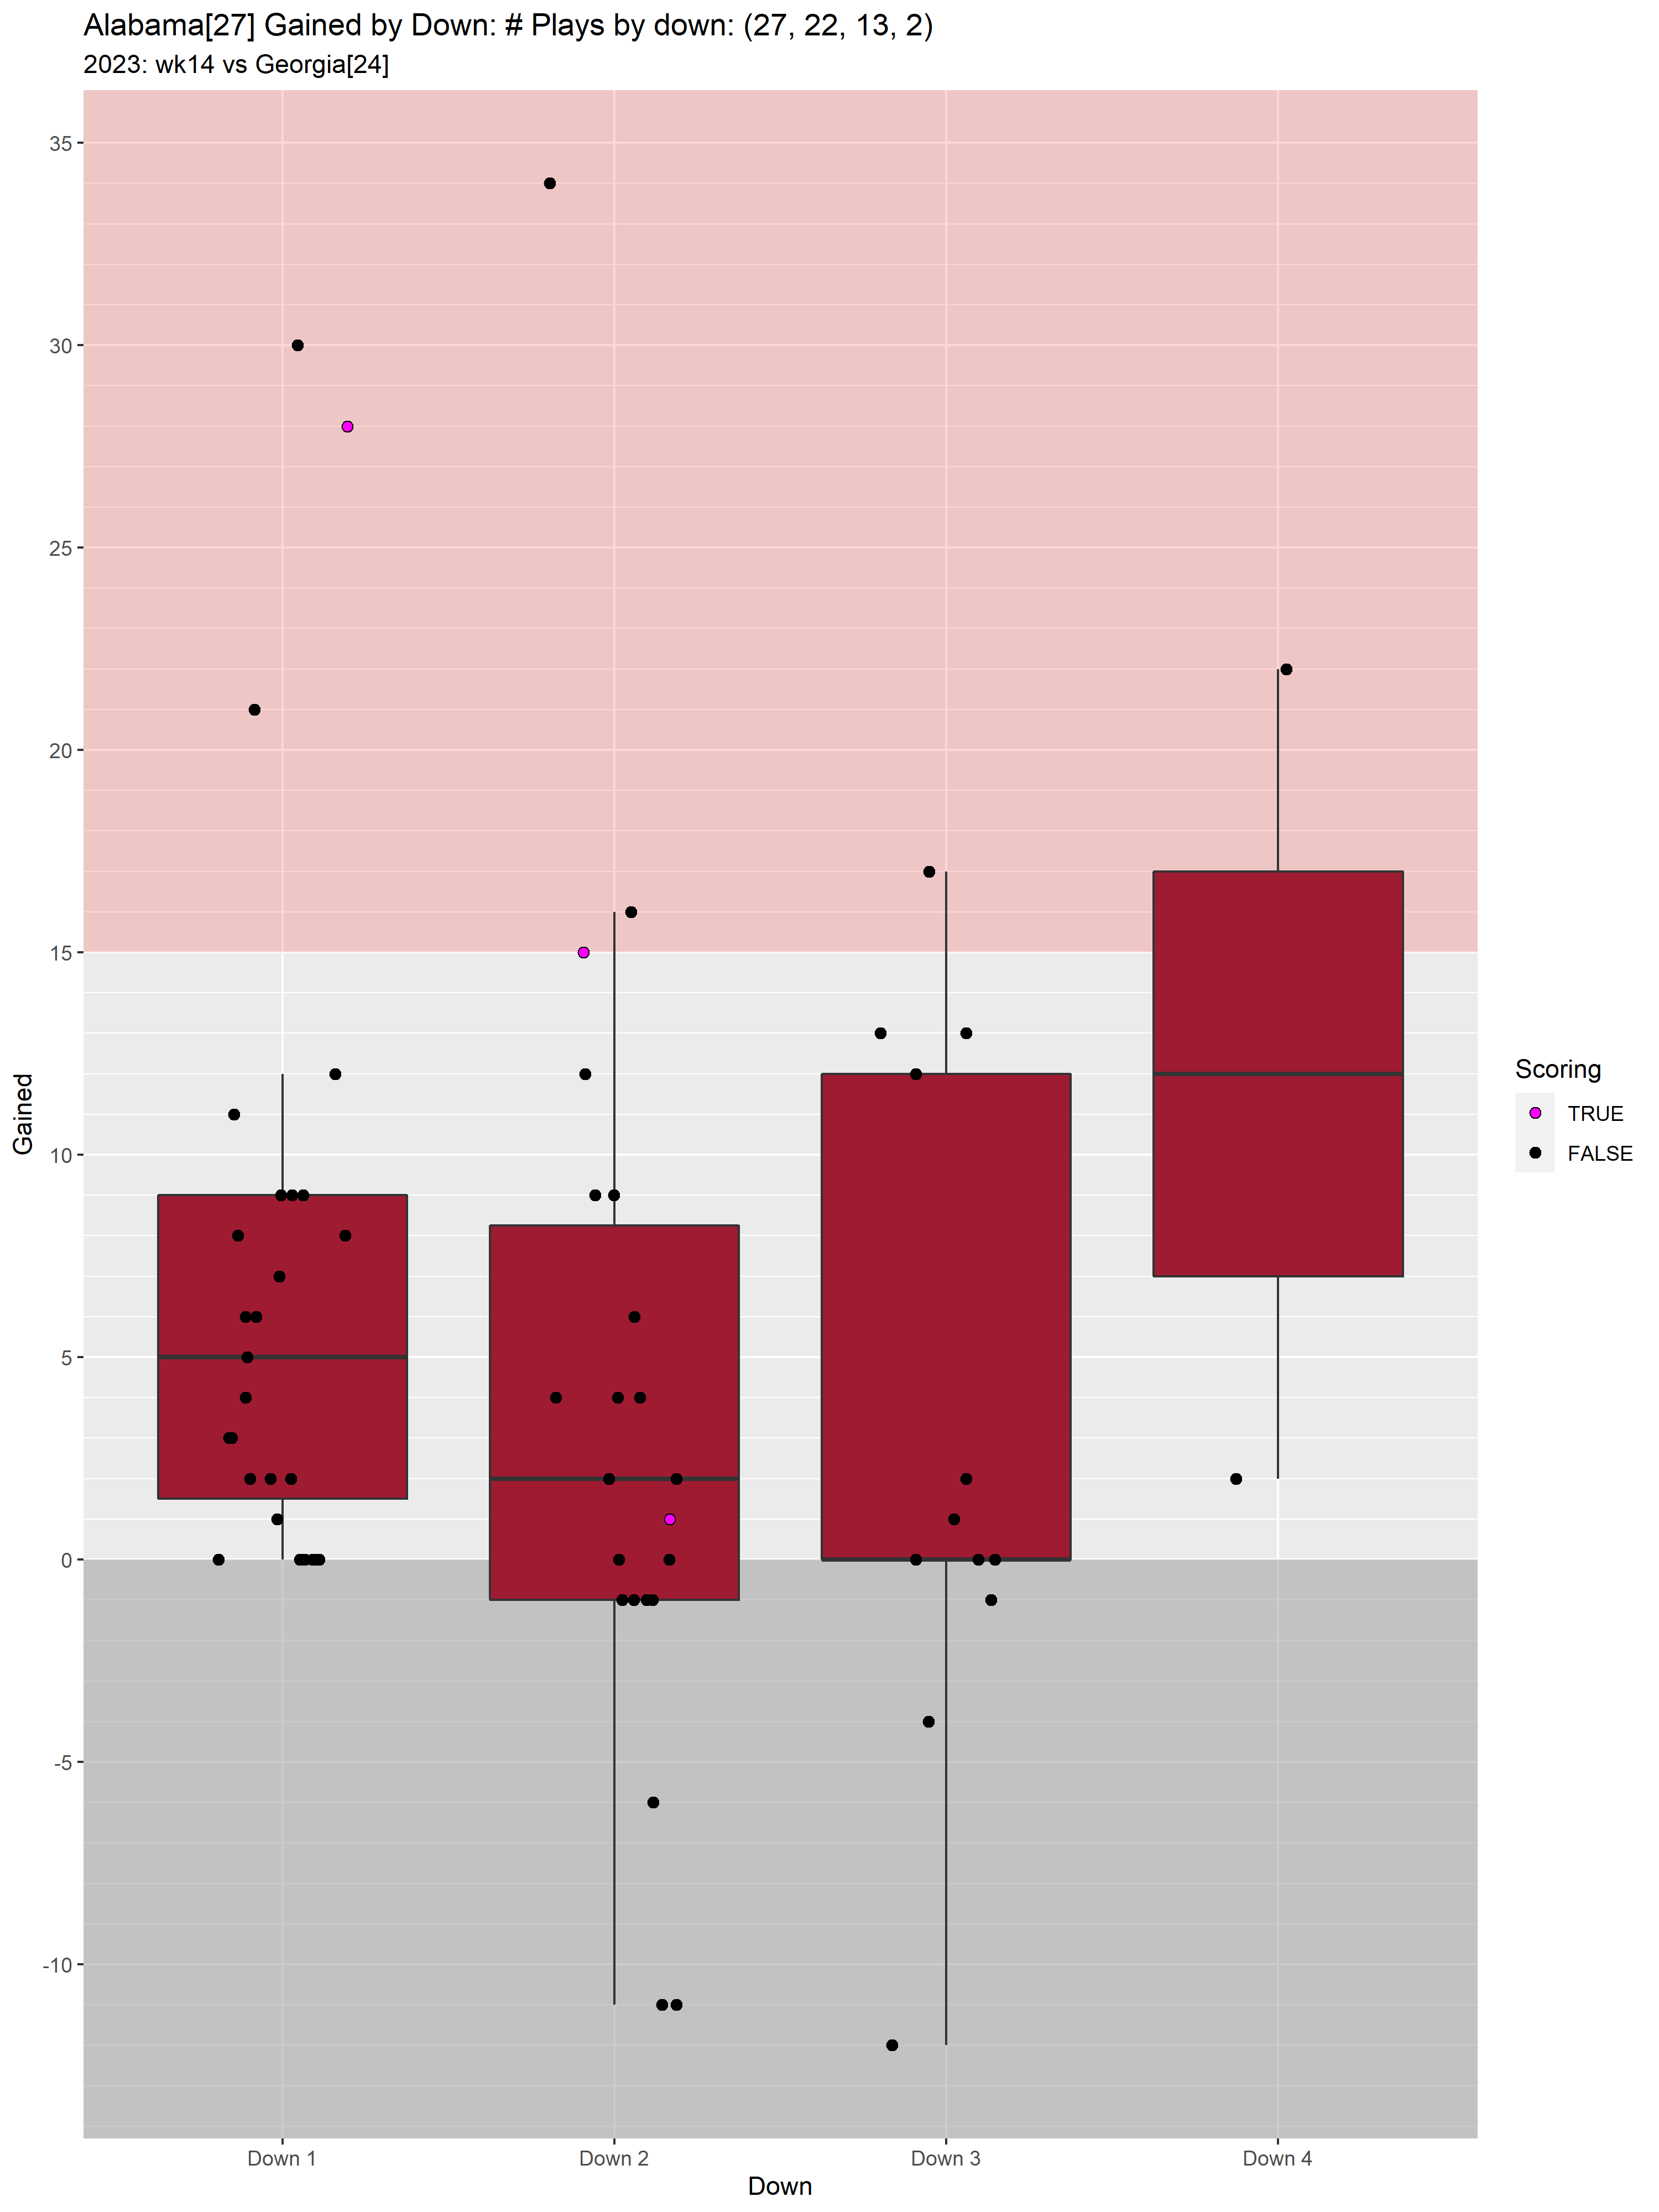 Alabama[27] Gained by Down: # Plays by down: (27, 22, 13, 2)
2023: wk14 vs Georgia[24]
35
30
25
20
15
10
5
0
-5
-10
Gained
Down 1 Down 2 Down 3 Down 4
Down
Scoring
TRUE
FALSE